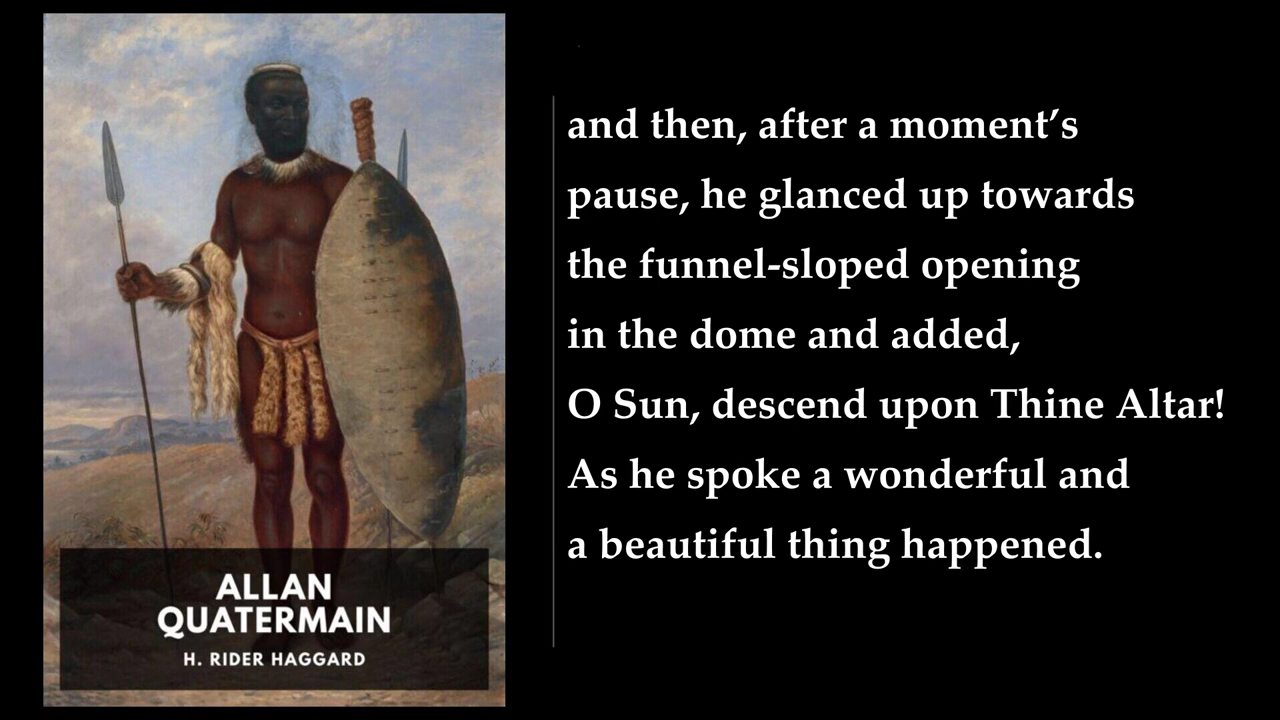 ALLAN
QUATERMAIN
H. RIDER HAGGARD
and then, after a moment’s
pause, he glanced up towards
the funnel-sloped opening
in the dome and added,
O Sun, descend upon Thine Altar!
As he spoke a wonderful and
a beautiful thing happened.